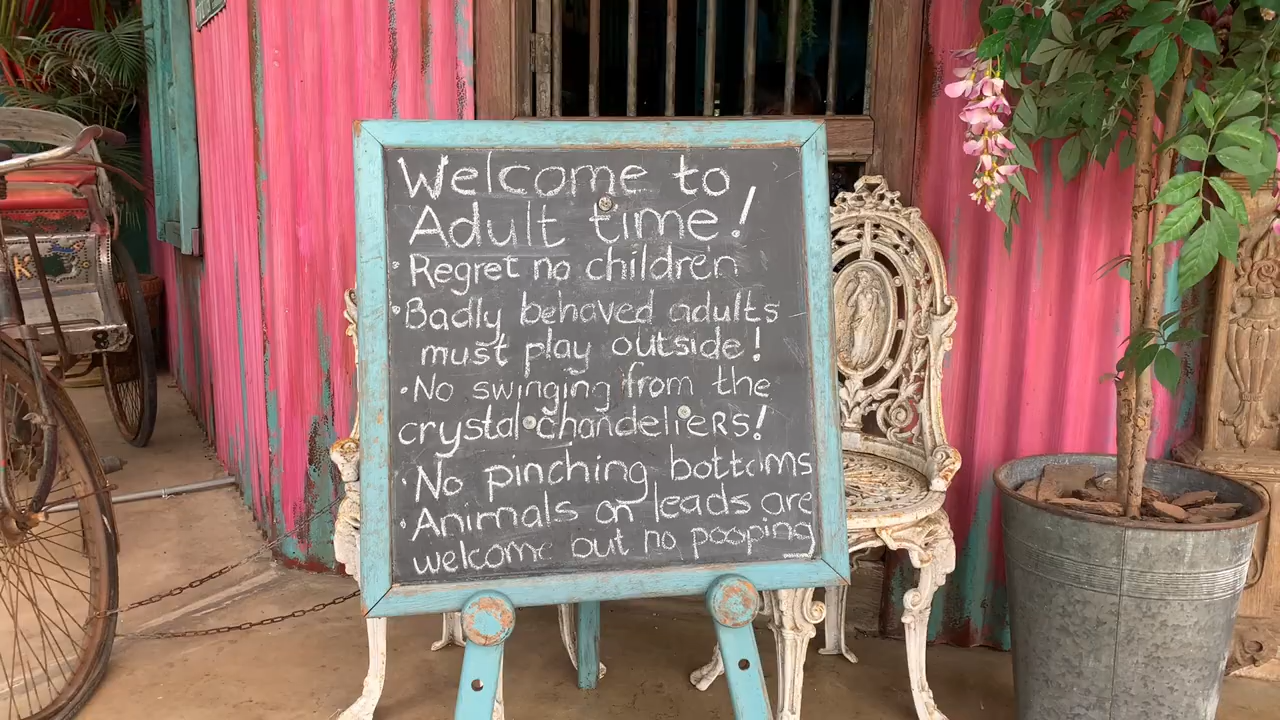 Welcome to
Adult time!
• Regret no children
• Badly behaved adults
must play outside!
• No swinging from the
crystal chandeliERS!
• No pinching bottoms
• Animals on leads are
welcome but no pooping
K